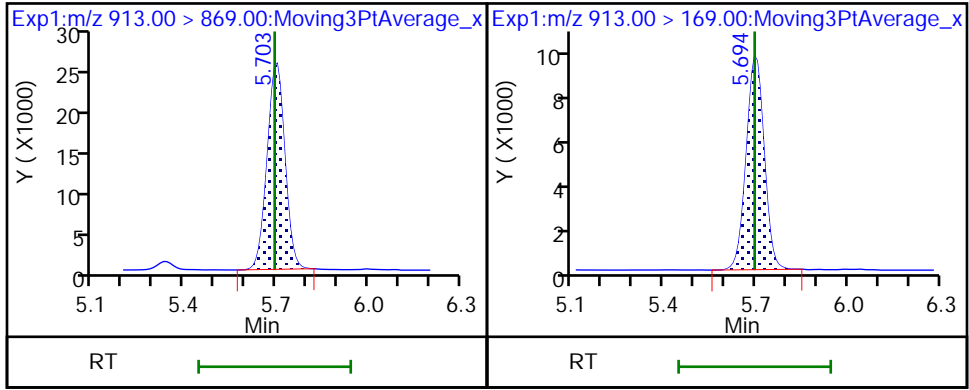 Exp1:m/z 913.00 > 869.00:Moving3PtAverage_x
30
25
20
15
10
5
0
Y ( X1000)
5.703
5.1 5.4 5.7 6.0 6.3
Min
RT
Exp1:m/z 913.00 > 169.00:Moving3PtAverage_x
10
8
6
4
2
0
Y ( X1000)
5.694
5.1 5.4 5.7 6.0 6.3
Min
RT